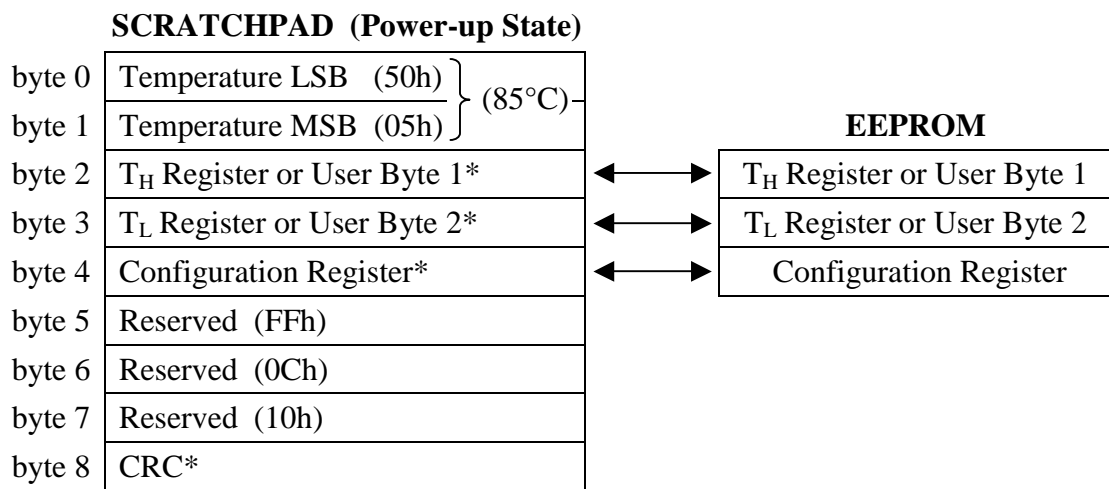 SCRATCHPAD (Power-up State)
byte 0 Temperature LSB (50h)
(85°C)
byte 1 Temperature MSB (05h)
EEPROM
byte 2 TH Register or User Byte 1* TH Register or User Byte 1
byte 3 TL Register or User Byte 2* TL Register or User Byte 2
byte 4 Configuration Register* Configuration Register
byte 5 Reserved (FFh)
byte 6 Reserved (0Ch)
byte 7 Reserved (10h)
byte 8 CRC*